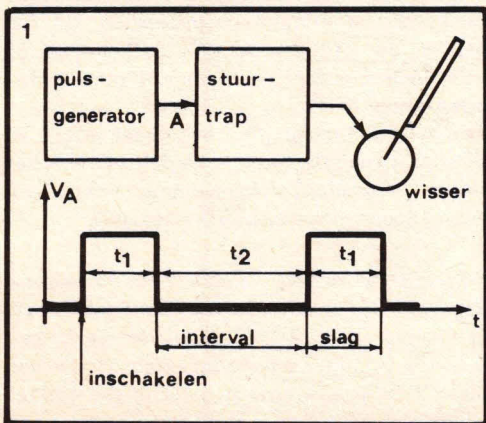 1
puls-
generator
A
stuur-
trap
wisser
VA
t1
t2
t1
t
interval
slag
inschakelen